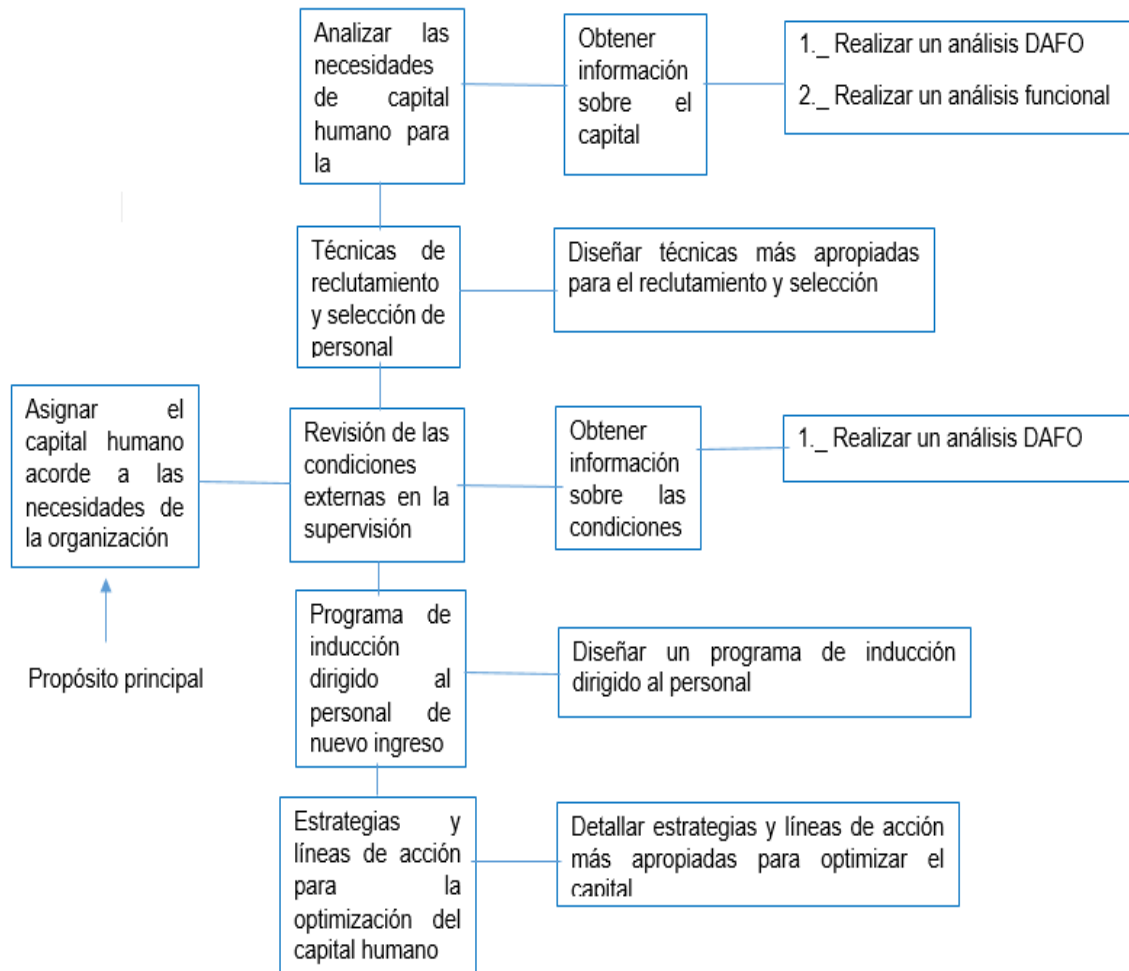 Analizar las
necesidades
de capital
humano para
la
Obtener
información
sobre el
capital
1._ Realizar un análisis DAFO
2._ Realizar un análisis funcional
Técnicas de
reclutamiento
y selección de
personal
Diseñar técnicas más apropiadas
para el reclutamiento y selección
Asignar el
capital humano
acorde a las
necesidades de
la organización
Propósito principal
Revisión de las
condiciones
externas en la
supervisión
Obtener
información
sobre las
condiciones
1._ Realizar un análisis DAFO
Programa de
inducción
dirigido al
personal de
nuevo ingreso
Diseñar un programa de inducción
dirigido al personal
Estrategias y
líneas de acción
para la
optimización del
capital humano
Detallar estrategias y líneas de acción
más apropiadas para optimizar el
capital